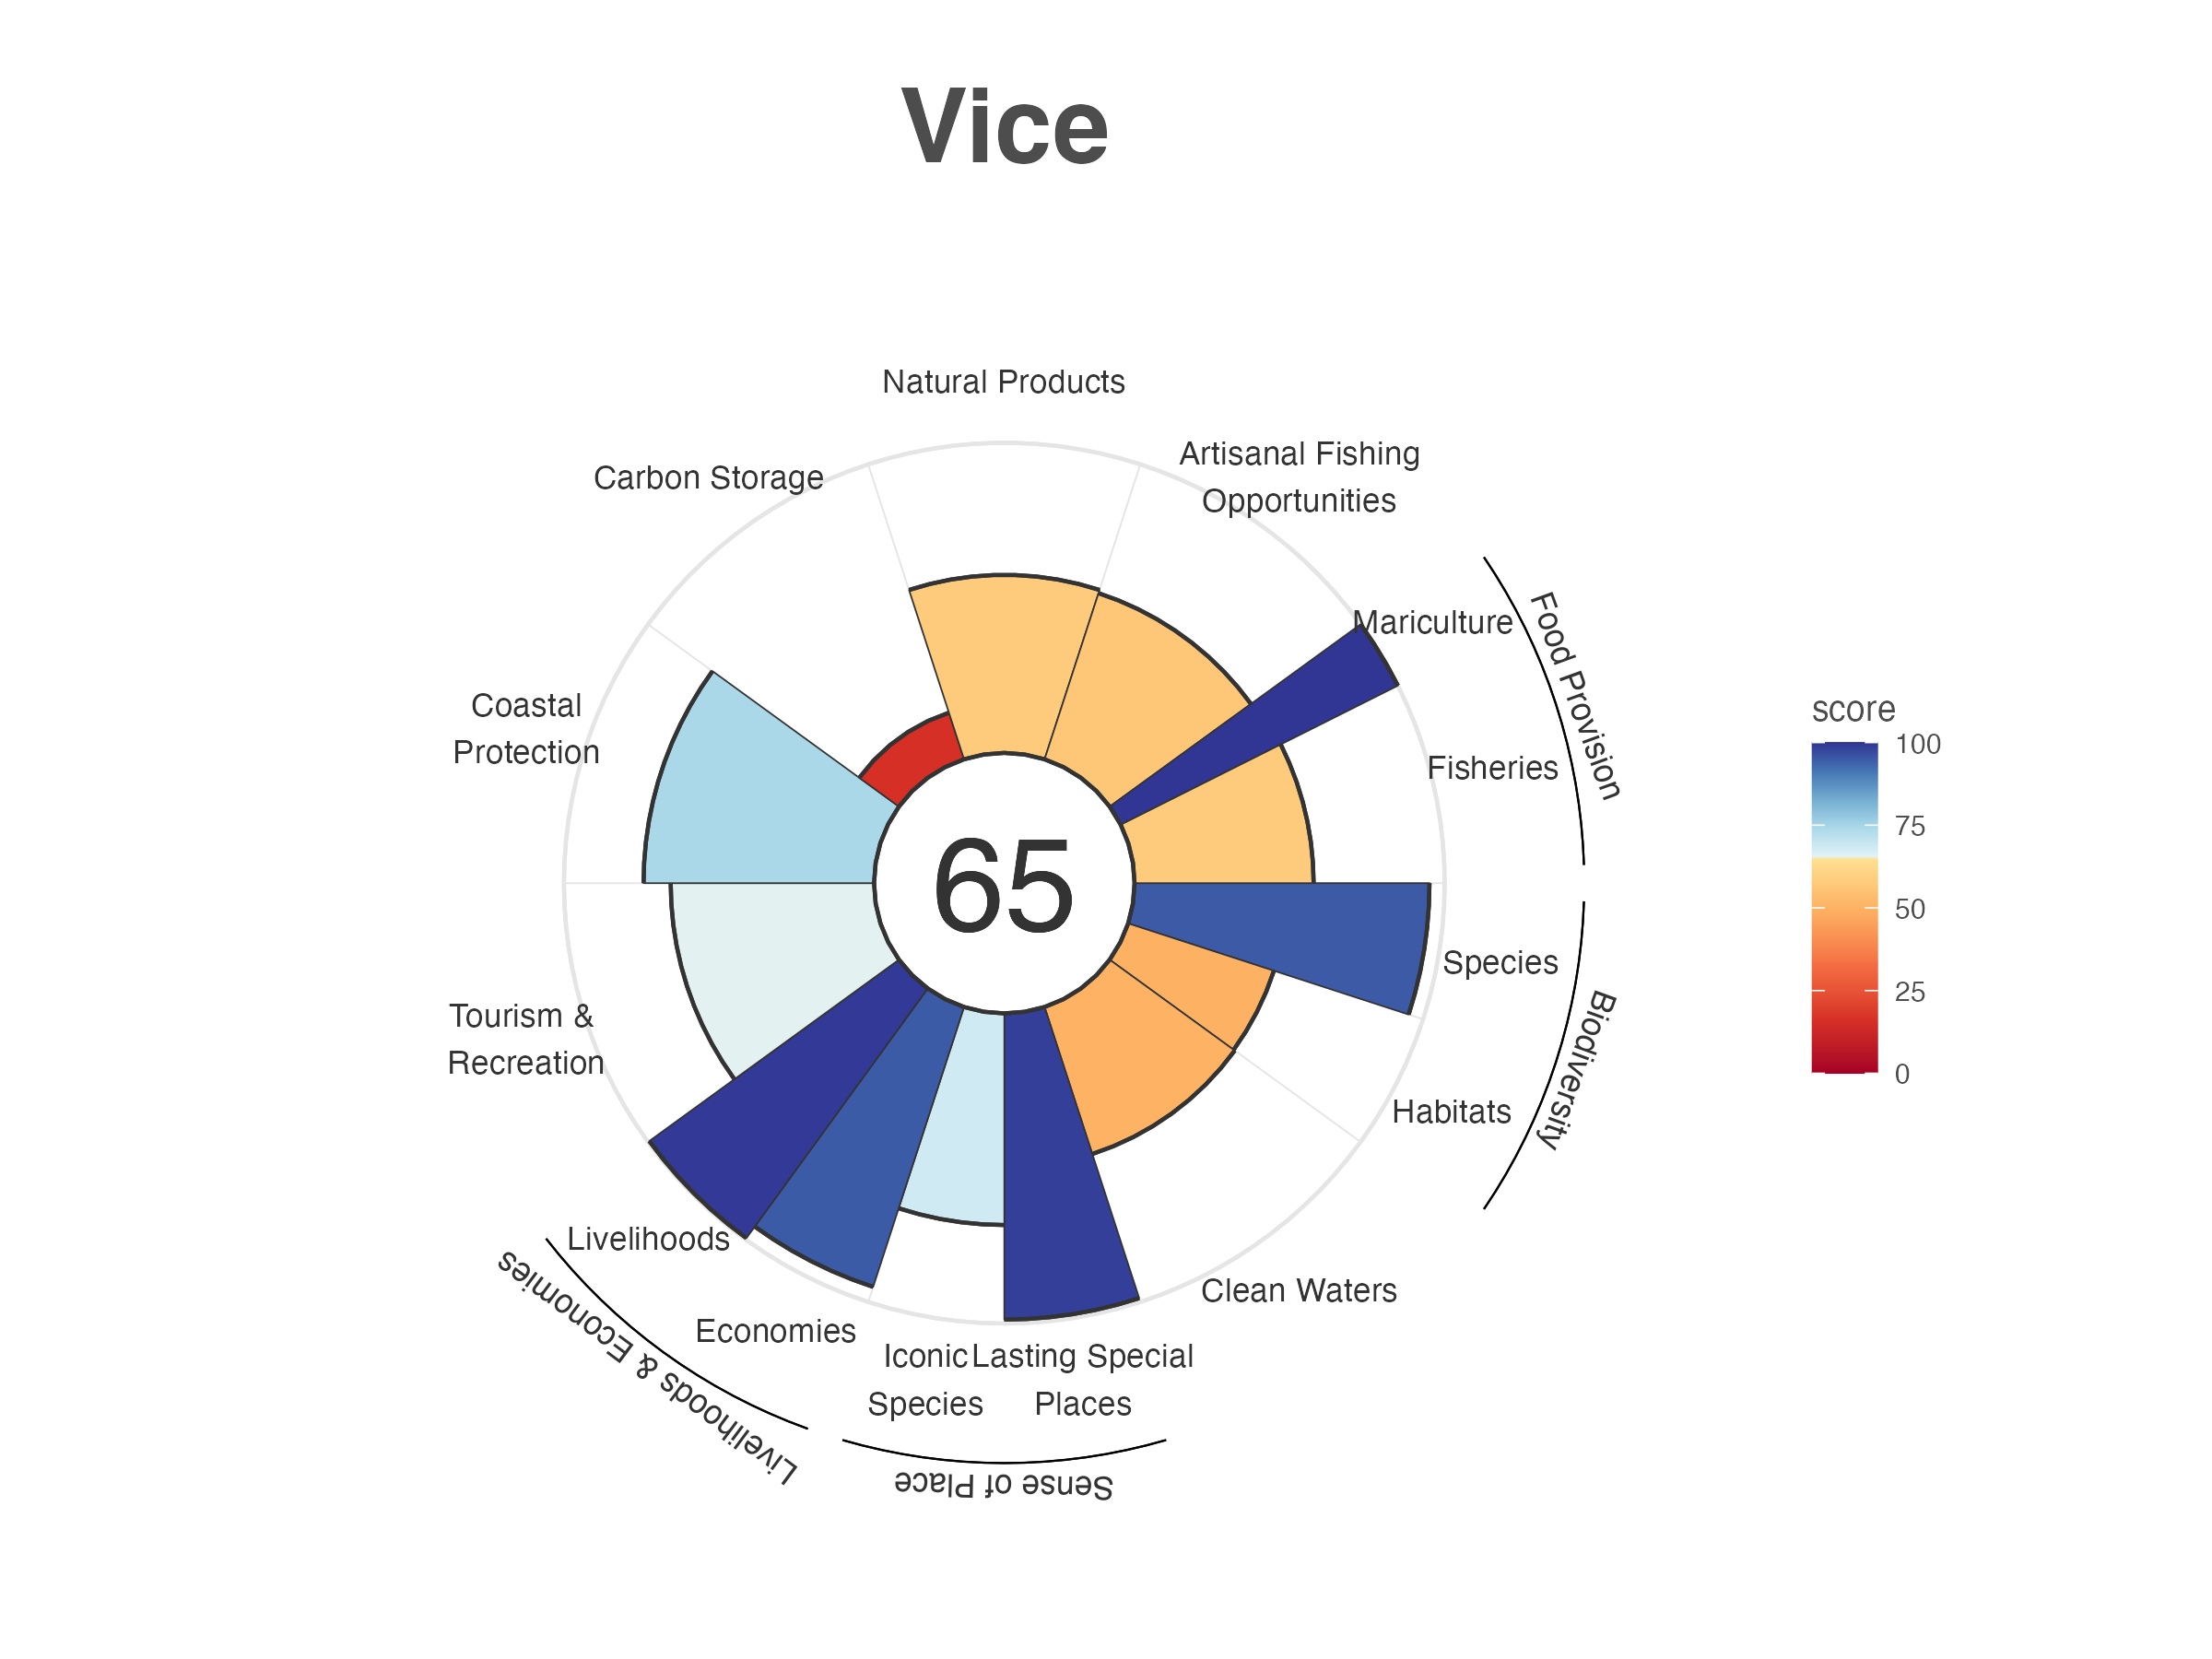 Vice
Natural Products
Artisanal Fishing
Opportunities
Carbon Storage
Mariculture
Food Provision
Coastal
Protection
Fisheries
score
100
75
50
25
0
65
Species
Biodiversity
Tourism &
Recreation
Habitats
Livelihoods
Clean Waters
Livelihoods & Economies
Economies
Iconic
Species
Lasting Special
Places
Sense of Place